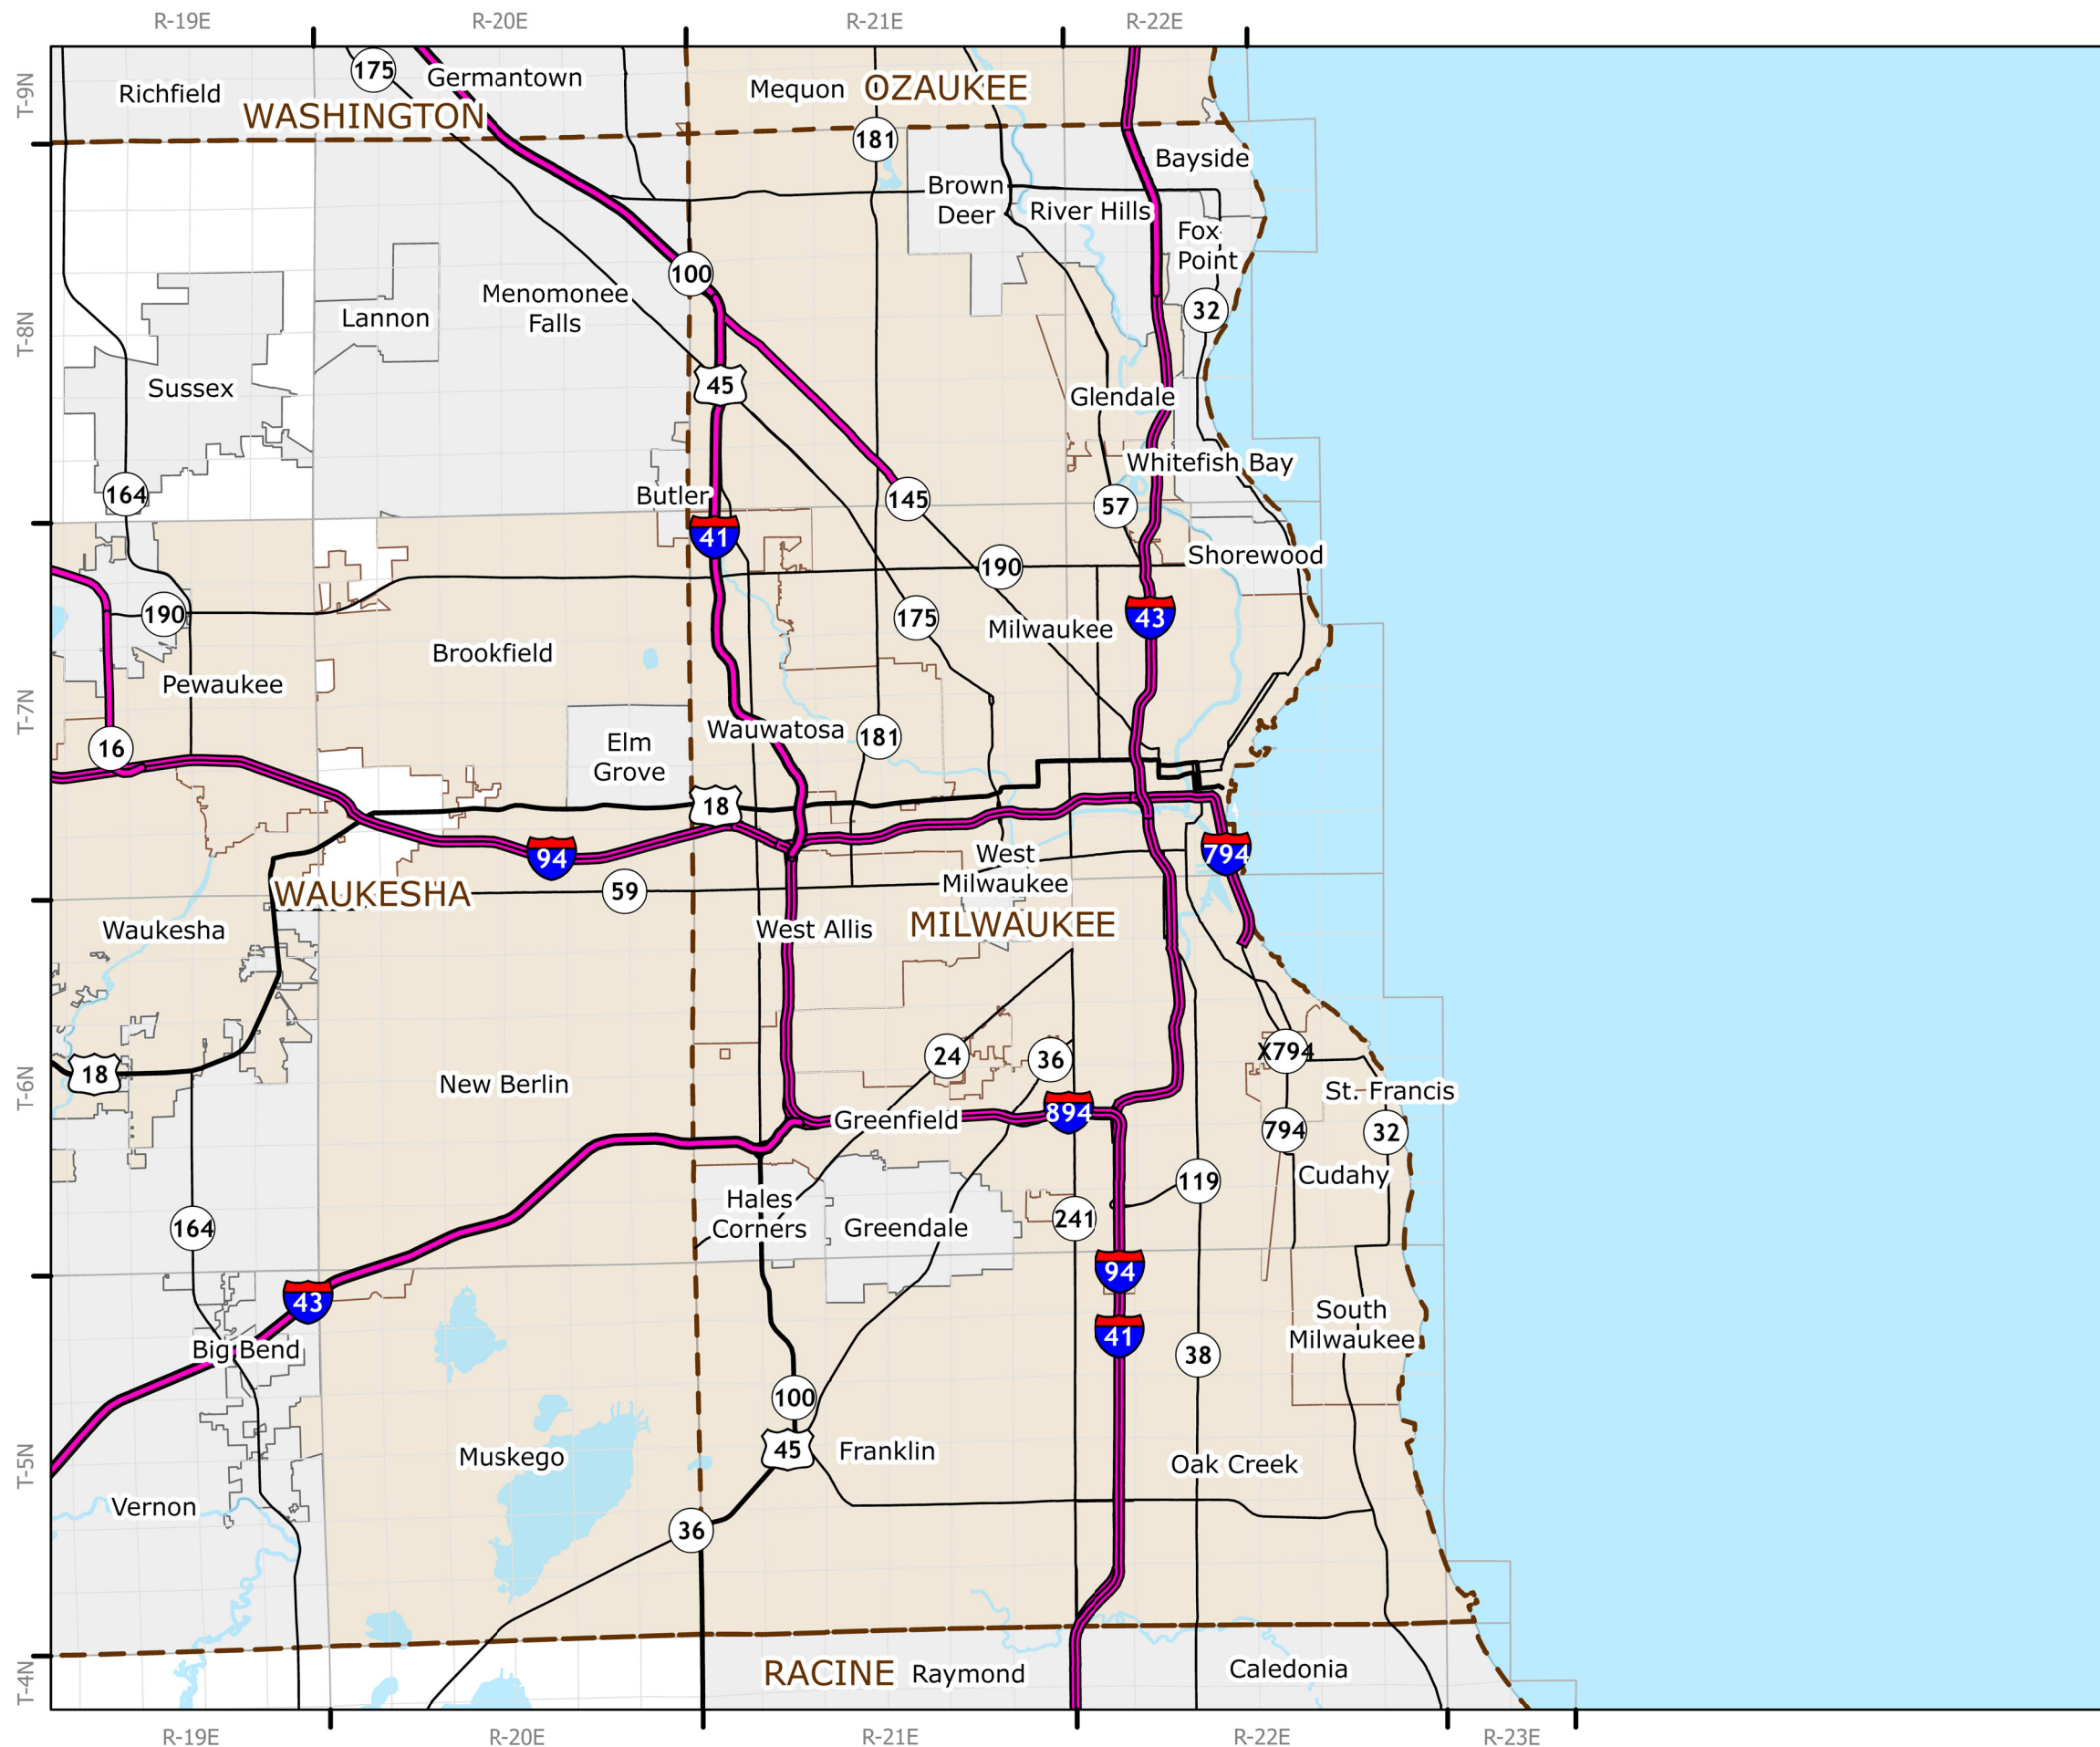 R-19E
R-20E
R-21E
R-22E
T-9N
175
Germantown
Richfield
Mequon
OZAUKEE
WASHINGTON
181
Bayside
Brown
Deer
River Hills
Fox
Point
100
Menomonee
Falls
Lannon
32
T-8N
45
Sussex
Glendale
Whitefish Bay
164
Butler
145
57
41
Shorewood
190
190
175
43
Milwaukee
Brookfield
Pewaukee
T-7N
16
Elm
Grove
Wauwatosa
181
18
94
West
Milwaukee
794
WAUKESHA
59
Waukesha
West Allis
MILWAUKEE
24
36
X794
18
New Berlin
T-6N
St. Francis
894
Greenfield
794
32
119
Cudahy
Hales
Corners
Greendale
241
164
94
43
South
Milwaukee
41
Big Bend
38
100
45
Franklin
Muskego
Oak Creek
T-5N
Vernon
36
T-4N
RACINE
Raymond
Caledonia
R-19E
R-20E
R-21E
R-22E
R-23E